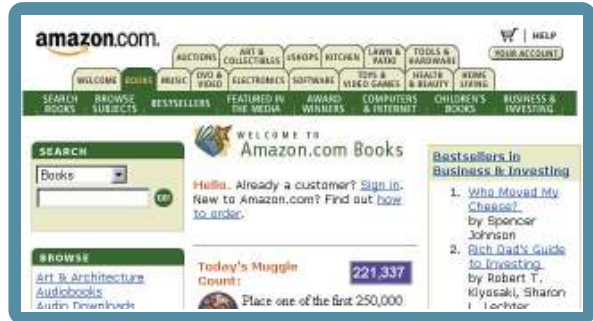 amazon.com.
HELP
YOUR ACCOUNT
AUCTIONS
ART &
COLLECTIBLES
zSHOPS
KITCHEN
LAWN &
PATIO
TOOLS &
HARDWARE
WELCOME
BOOKS
MUSIC
DVD &
VIDEO
ELECTRONICS
SOFTWARE
TOYS &
VIDEO GAMES
HEALTH
& BEAUTY
HOME
LIVING
SEARCH
BOOKS
BROWSE
SUBJECTS
BESTSELLERS
FEATURED IN
THE MEDIA
AWARD
WINNERS
COMPUTERS
& INTERNET
CHILDREN'S
BOOKS
BUSINESS &
INVESTING
SEARCH
Books
GO!
BROWSE
Art & Architecture
Audiobooks
Audio Downloads
WELCOME TO
Amazon.com Books
Hello. Already a customer? Sign in.
New to Amazon.com? Find out how
to order.
Today's Muggle
Count:
221,337
Place one of the first 250,000
Bestsellers in
Business & Investing
1. Who Moved My
Cheese?
by Spencer
Johnson
2. Rich Dad's Guide
to Investing
by Robert T.
Kiyosaki, Sharon
L. Lechter